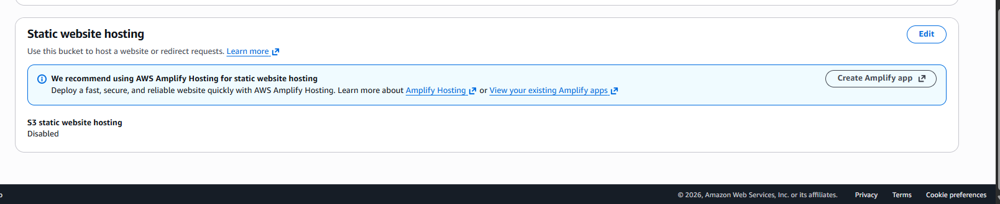 Static website hosting
Edit
Use this bucket to host a website or redirect requests. Learn more
We recommend using AWS Amplify Hosting for static website hosting
Create Amplify app
Deploy a fast, secure, and reliable website quickly with AWS Amplify Hosting. Learn more about Amplify Hosting or View your existing Amplify apps
S3 static website hosting
Disabled
© 2026, Amazon Web Services, Inc. or its affiliates. Privacy Terms Cookie preferences